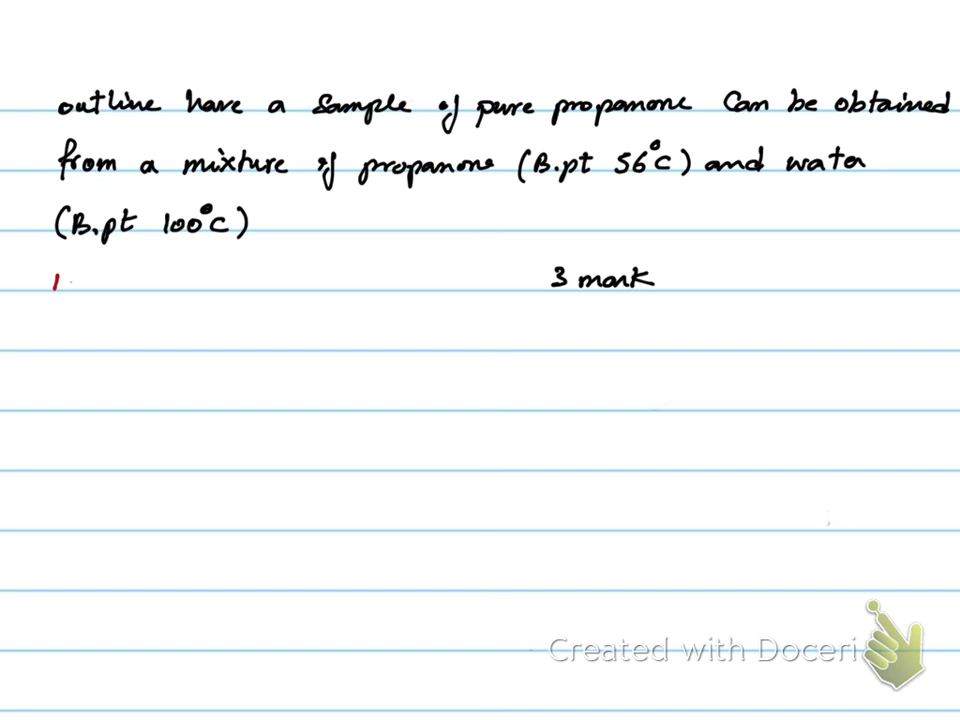 outline have a sample of pure propanone can be obtained
from a mixture of propanone (B.pt 56°C) and water
(B.pt 100°C)
3 mark
Created with Doceri